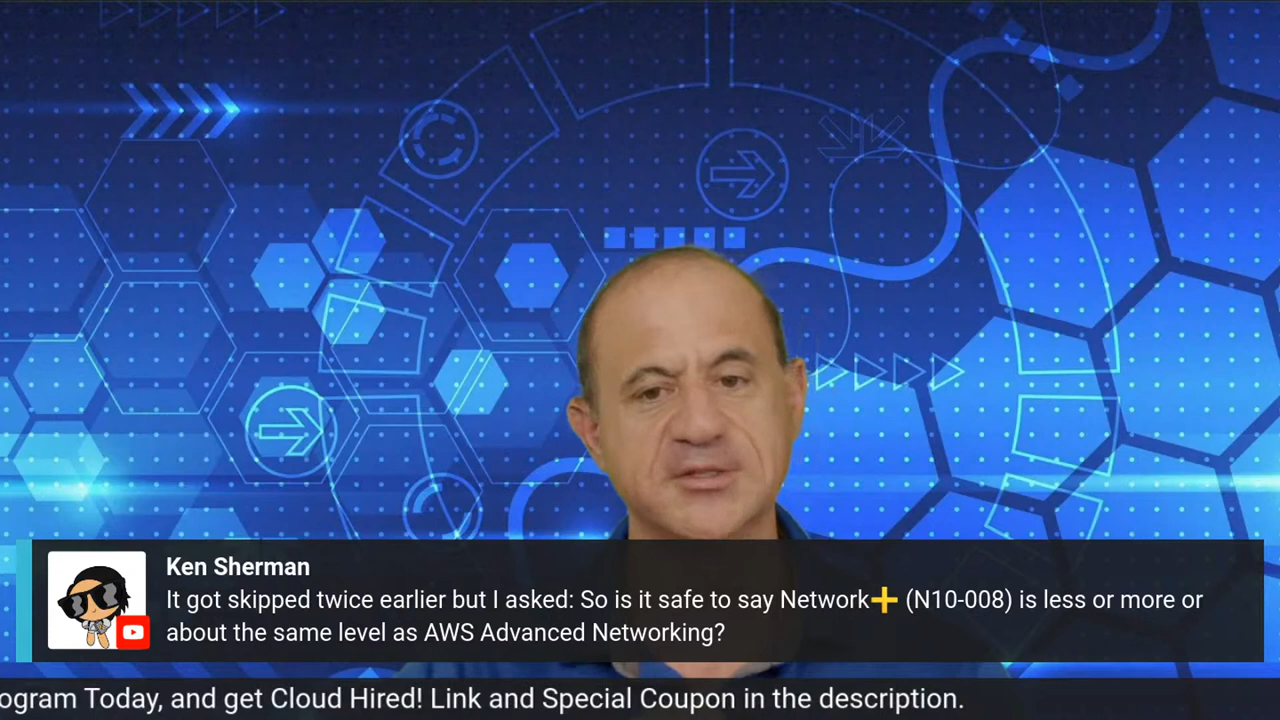 Ken Sherman
It got skipped twice earlier but I asked: So is it safe to say Network➕ (N10-008) is less or more or
about the same level as AWS Advanced Networking?
ogram Today, and get Cloud Hired! Link and Special Coupon in the description.